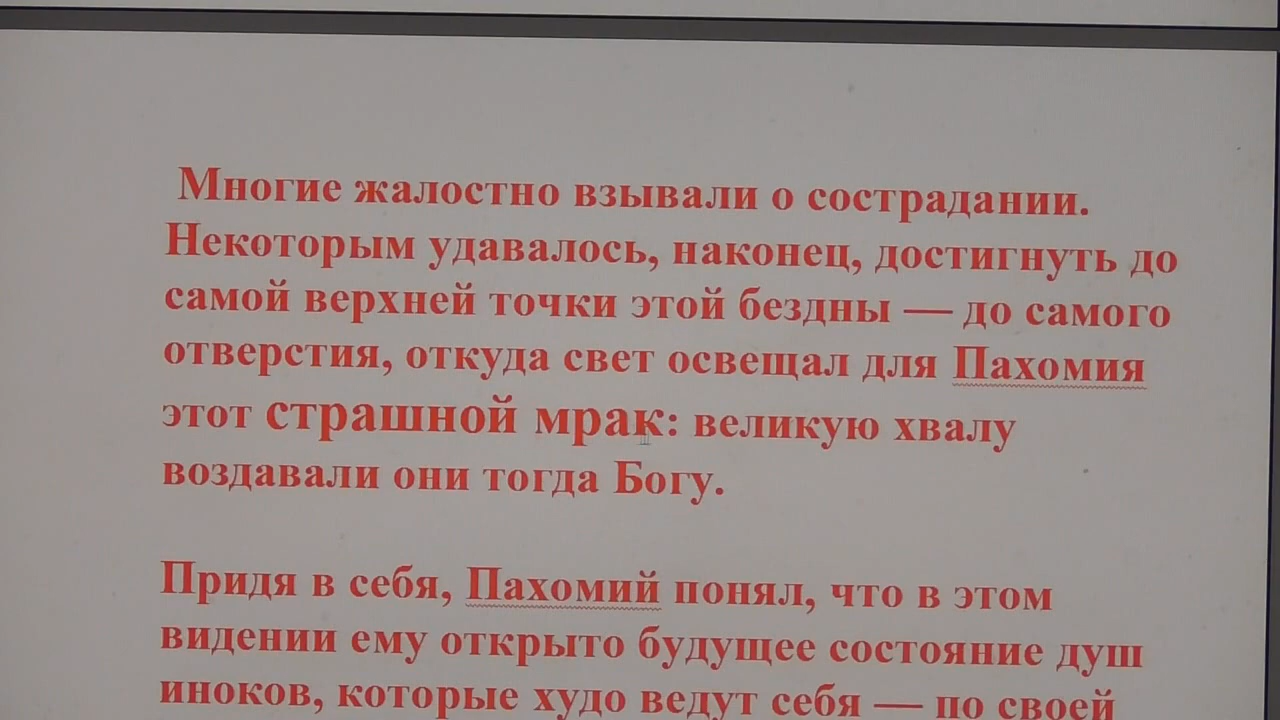 Многие жалостно взывали о сострадании.
Некоторым удавалось, наконец, достигнуть до
самой верхней точки этой бездны — до самого
отверстия, откуда свет освещал для Пахомия
этот страшной мрак: великую хвалу
воздавали они тогда Богу.
Придя в себя, Пахомий понял, что в этом
видении ему открыто будущее состояние душ
иноков, которые худо ведут себя — по своей